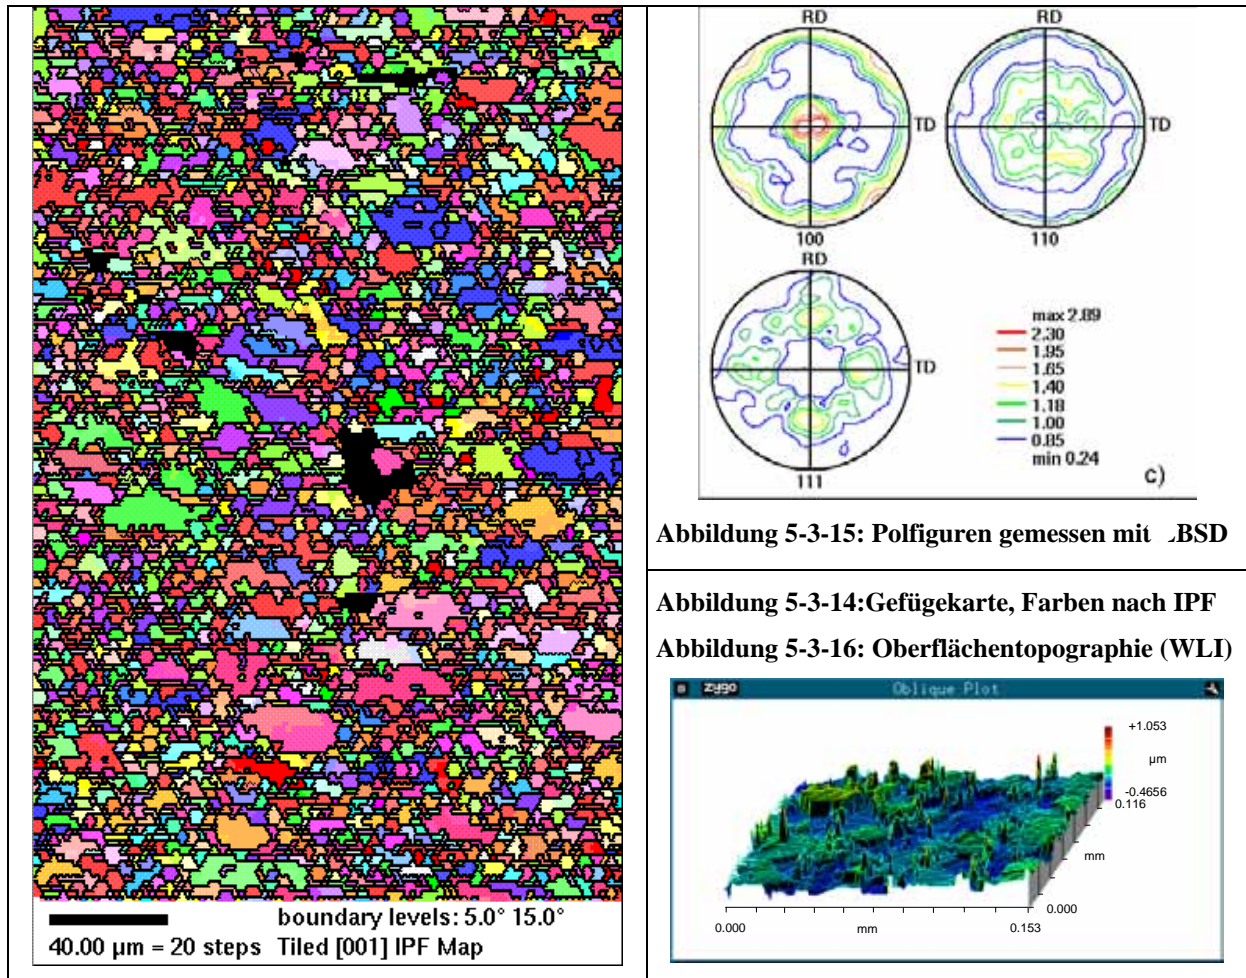 boundary levels: 5.0° 15.0°
40.00 µm = 20 steps Tiled [001] IPF Map
RD RD
TD TD
100 110
RD
TD
111
max 2.89
2.30
1.95
1.65
1.40
1.18
1.00
0.85
min 0.24
c)
Abbildung 5-3-15: Polfiguren gemessen mit
Abbildung 5-3-14:Gefügekarte, Farben nach IPF
Abbildung 5-3-16: Oberflächentopographie (WLI)
zygo Oblique Plot
+1.053
µm
-0.4656
0.116
mm
0.000
0.000 mm 0.153